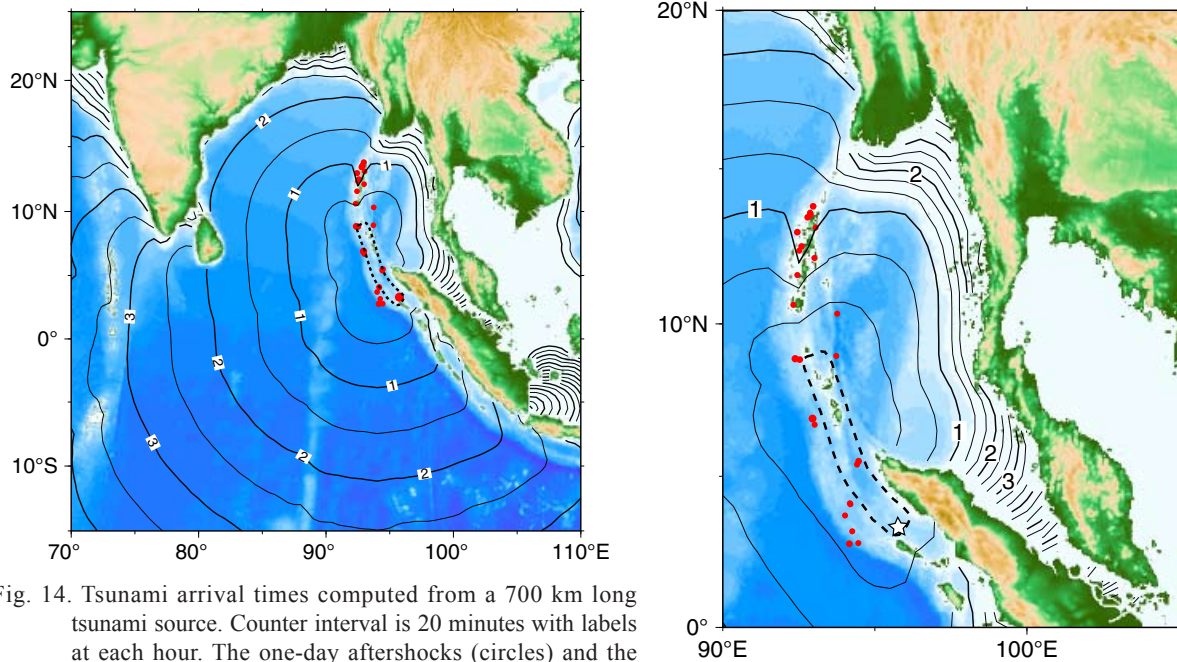 20°N
10°N
0°
10°S
70°
80°
90°
100°
110°E
2
1
1
1
1
2
3
2
3
2
2
20°N
10°N
0°
90°E
100°E
1
2
1
2
3
ig. 14. Tsunami arrival times computed from a 700 km long
tsunami source. Counter interval is 20 minutes with labels
at each hour. The one-day aftershocks (circles) and the